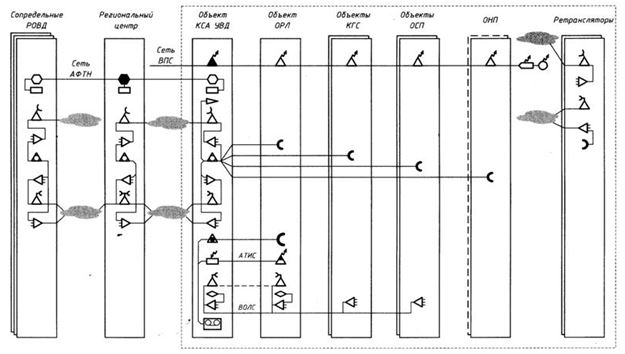 Сопредельные
РОВД
Региональный
центр
Объект
КСА УВД
Объект
ОРЛ
Объекты
КГС
Объекты
ОСП
ОНП
Ретрансляторы
Сеть
ВПС
Сеть
АФТН
АТИС
ВОЛС